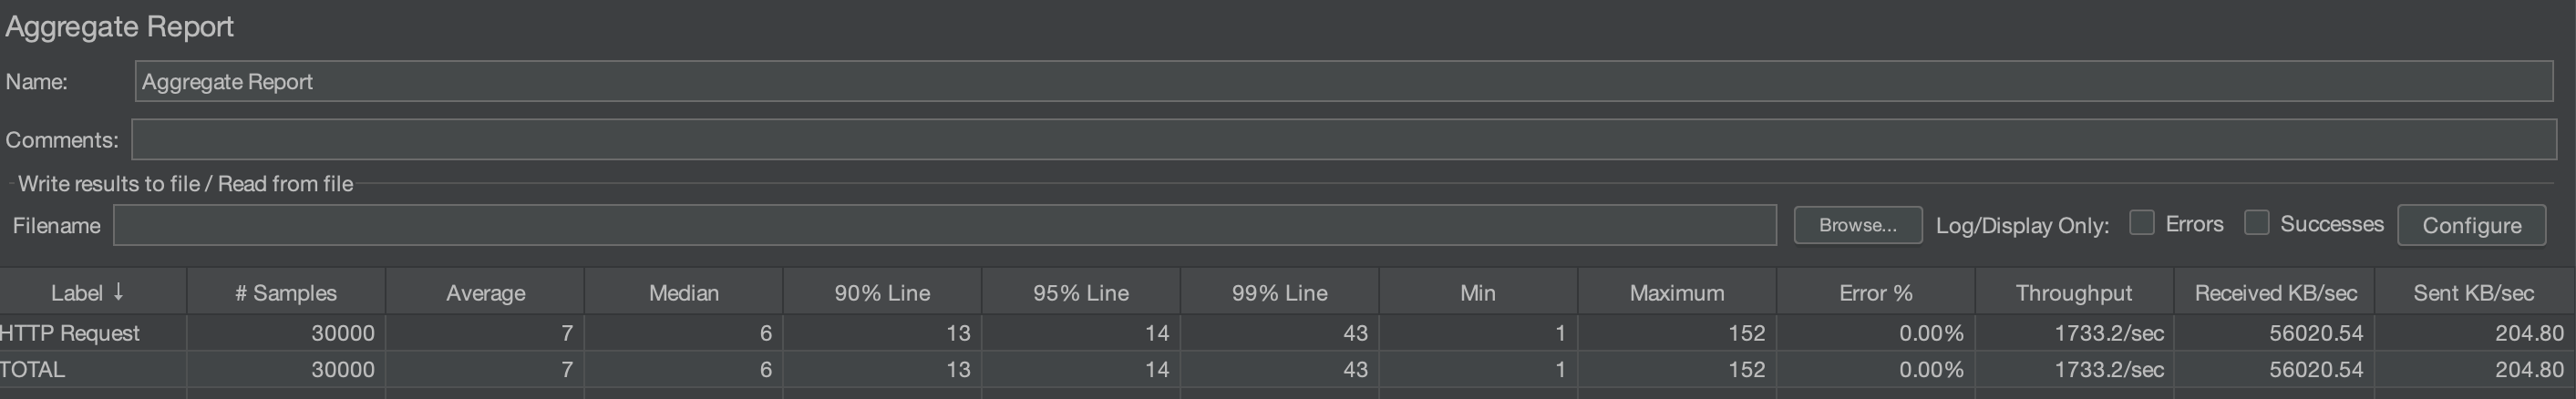 Aggregate Report
Name: Aggregate Report
Comments:
Write results to file / Read from file
Filename Browse... Log/Display Only: Errors Successes Configure
Label ↓ # Samples Average Median 90% Line 95% Line 99% Line Min Maximum Error % Throughput Received KB/sec Sent KB/sec
HTTP Request 30000 7 6 13 14 43 1 152 0.00% 1733.2/sec 56020.54 204.80
TOTAL 30000 7 6 13 14 43 1 152 0.00% 1733.2/sec 56020.54 204.80